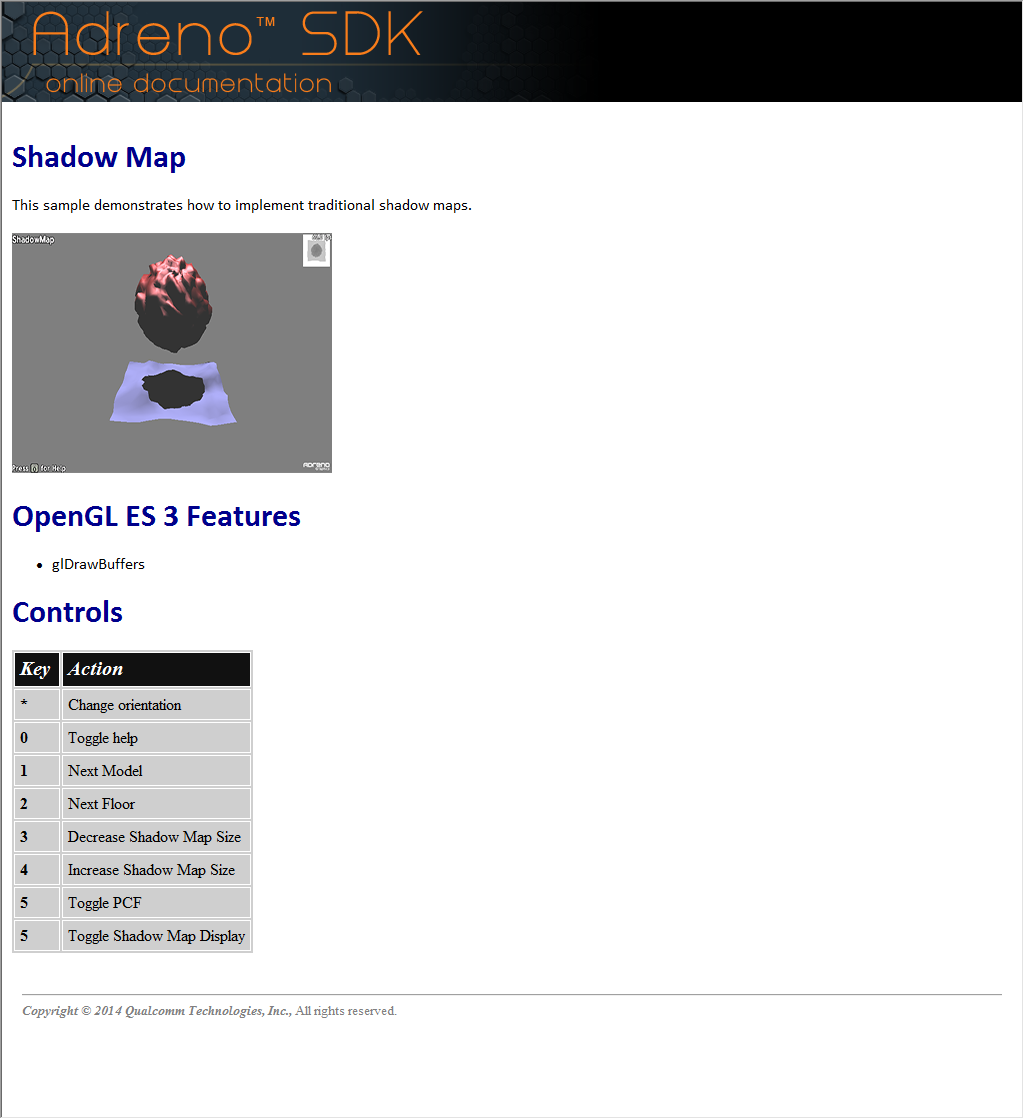 Adreno™ SDK
online documentation
Shadow Map
This sample demonstrates how to implement traditional shadow maps.
ShadowMap
Press [0] for Help
Adreno
OpenGL ES 3 Features
• glDrawBuffers
Controls
Key Action
* Change orientation
0 Toggle help
1 Next Model
2 Next Floor
3 Decrease Shadow Map Size
4 Increase Shadow Map Size
5 Toggle PCF
5 Toggle Shadow Map Display
Copyright © 2014 Qualcomm Technologies, Inc., All rights reserved.